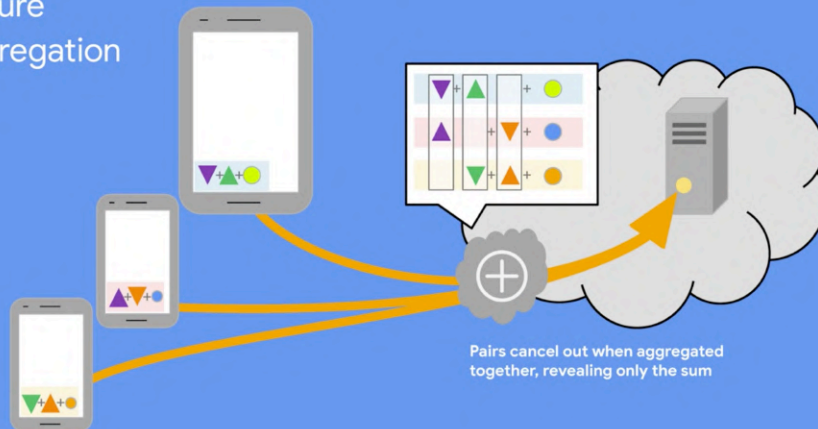 ure
regation
Pairs cancel out when aggregated
together, revealing only the sum